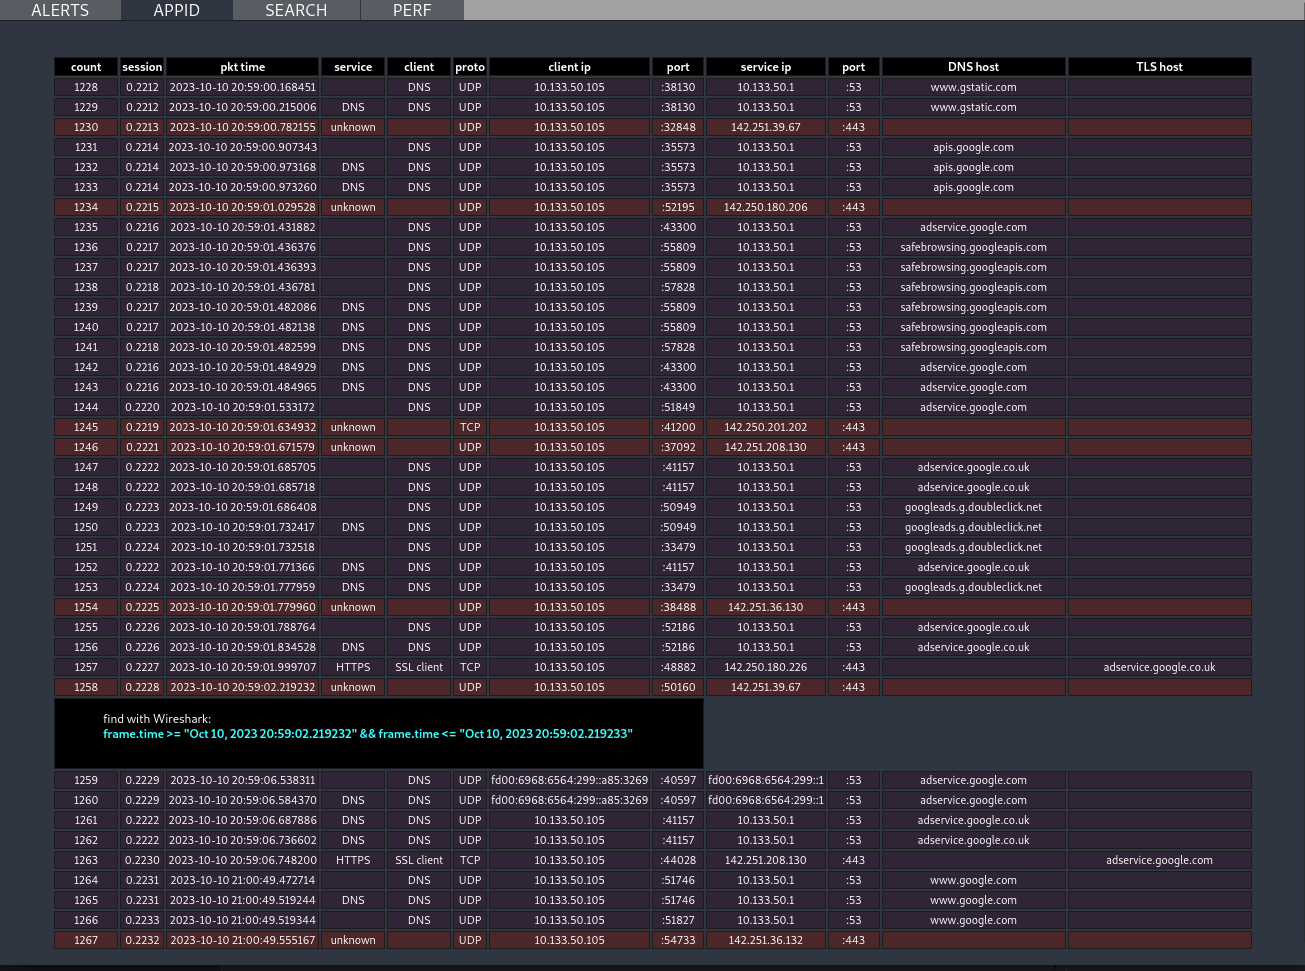 ALERTS APPID SEARCH PERF
count session pkt time service client proto client ip port service ip port DNS host TLS host
1228 0.2212 2023-10-10 20:59:00.168451 DNS UDP 10.133.50.105 :38130 10.133.50.1 :53 www.gstatic.com
1229 0.2212 2023-10-10 20:59:00.215006 DNS DNS UDP 10.133.50.105 :38130 10.133.50.1 :53 www.gstatic.com
1230 0.2213 2023-10-10 20:59:00.782155 unknown UDP 10.133.50.105 :32848 142.251.39.67 :443
1231 0.2214 2023-10-10 20:59:00.907343 DNS UDP 10.133.50.105 :35573 10.133.50.1 :53 apis.google.com
1232 0.2214 2023-10-10 20:59:00.973168 DNS DNS UDP 10.133.50.105 :35573 10.133.50.1 :53 apis.google.com
1233 0.2214 2023-10-10 20:59:00.973260 DNS DNS UDP 10.133.50.105 :35573 10.133.50.1 :53 apis.google.com
1234 0.2215 2023-10-10 20:59:01.029528 unknown UDP 10.133.50.105 :52195 142.250.180.206 :443
1235 0.2216 2023-10-10 20:59:01.431882 DNS UDP 10.133.50.105 :43300 10.133.50.1 :53 adservice.google.com
1236 0.2217 2023-10-10 20:59:01.436376 DNS UDP 10.133.50.105 :55809 10.133.50.1 :53 safebrowsing.googleapis.com
1237 0.2217 2023-10-10 20:59:01.436393 DNS UDP 10.133.50.105 :55809 10.133.50.1 :53 safebrowsing.googleapis.com
1238 0.2218 2023-10-10 20:59:01.436781 DNS UDP 10.133.50.105 :57828 10.133.50.1 :53 safebrowsing.googleapis.com
1239 0.2217 2023-10-10 20:59:01.482086 DNS DNS UDP 10.133.50.105 :55809 10.133.50.1 :53 safebrowsing.googleapis.com
1240 0.2217 2023-10-10 20:59:01.482138 DNS DNS UDP 10.133.50.105 :55809 10.133.50.1 :53 safebrowsing.googleapis.com
1241 0.2218 2023-10-10 20:59:01.482599 DNS DNS UDP 10.133.50.105 :57828 10.133.50.1 :53 safebrowsing.googleapis.com
1242 0.2216 2023-10-10 20:59:01.484929 DNS DNS UDP 10.133.50.105 :43300 10.133.50.1 :53 adservice.google.com
1243 0.2216 2023-10-10 20:59:01.484965 DNS DNS UDP 10.133.50.105 :43300 10.133.50.1 :53 adservice.google.com
1244 0.2220 2023-10-10 20:59:01.533172 DNS UDP 10.133.50.105 :51849 10.133.50.1 :53 adservice.google.com
1245 0.2219 2023-10-10 20:59:01.634932 unknown TCP 10.133.50.105 :41200 142.250.201.202 :443
1246 0.2221 2023-10-10 20:59:01.671579 unknown UDP 10.133.50.105 :37092 142.251.208.130 :443
1247 0.2222 2023-10-10 20:59:01.685705 DNS UDP 10.133.50.105 :41157 10.133.50.1 :53 adservice.google.co.uk
1248 0.2222 2023-10-10 20:59:01.685718 DNS UDP 10.133.50.105 :41157 10.133.50.1 :53 adservice.google.co.uk
1249 0.2223 2023-10-10 20:59:01.686408 DNS UDP 10.133.50.105 :50949 10.133.50.1 :53 googleads.g.doubleclick.net
1250 0.2223 2023-10-10 20:59:01.732417 DNS DNS UDP 10.133.50.105 :50949 10.133.50.1 :53 googleads.g.doubleclick.net
1251 0.2224 2023-10-10 20:59:01.732518 DNS UDP 10.133.50.105 :33479 10.133.50.1 :53 googleads.g.doubleclick.net
1252 0.2222 2023-10-10 20:59:01.771366 DNS DNS UDP 10.133.50.105 :41157 10.133.50.1 :53 adservice.google.co.uk
1253 0.2224 2023-10-10 20:59:01.777959 DNS DNS UDP 10.133.50.105 :33479 10.133.50.1 :53 googleads.g.doubleclick.net
1254 0.2225 2023-10-10 20:59:01.779960 unknown UDP 10.133.50.105 :38488 142.251.36.130 :443
1255 0.2226 2023-10-10 20:59:01.788764 DNS UDP 10.133.50.105 :52186 10.133.50.1 :53 adservice.google.co.uk
1256 0.2226 2023-10-10 20:59:01.834528 DNS DNS UDP 10.133.50.105 :52186 10.133.50.1 :53 adservice.google.co.uk
1257 0.2227 2023-10-10 20:59:01.999707 HTTPS SSL client TCP 10.133.50.105 :48882 142.250.180.226 :443 adservice.google.co.uk
1258 0.2228 2023-10-10 20:59:02.219232 unknown UDP 10.133.50.105 :50160 142.251.39.67 :443
find with Wireshark:
frame.time >= "Oct 10, 2023 20:59:02.219232" && frame.time <= "Oct 10, 2023 20:59:02.219233"
1259 0.2229 2023-10-10 20:59:06.538311 DNS UDP fd00:6968:6564:299::a85:3269 :40597 fd00:6968:6564:299::1 :53 adservice.google.com
1260 0.2229 2023-10-10 20:59:06.584370 DNS DNS UDP fd00:6968:6564:299::a85:3269 :40597 fd00:6968:6564:299::1 :53 adservice.google.com
1261 0.2222 2023-10-10 20:59:06.687886 DNS DNS UDP 10.133.50.105 :41157 10.133.50.1 :53 adservice.google.co.uk
1262 0.2222 2023-10-10 20:59:06.736602 DNS DNS UDP 10.133.50.105 :41157 10.133.50.1 :53 adservice.google.co.uk
1263 0.2230 2023-10-10 20:59:06.748200 HTTPS SSL client TCP 10.133.50.105 :44028 142.251.208.130 :443 adservice.google.com
1264 0.2231 2023-10-10 21:00:49.472714 DNS UDP 10.133.50.105 :51746 10.133.50.1 :53 www.google.com
1265 0.2231 2023-10-10 21:00:49.519244 DNS DNS UDP 10.133.50.105 :51746 10.133.50.1 :53 www.google.com
1266 0.2233 2023-10-10 21:00:49.519344 DNS UDP 10.133.50.105 :51827 10.133.50.1 :53 www.google.com
1267 0.2232 2023-10-10 21:00:49.555167 unknown UDP 10.133.50.105 :54733 142.251.36.132 :443